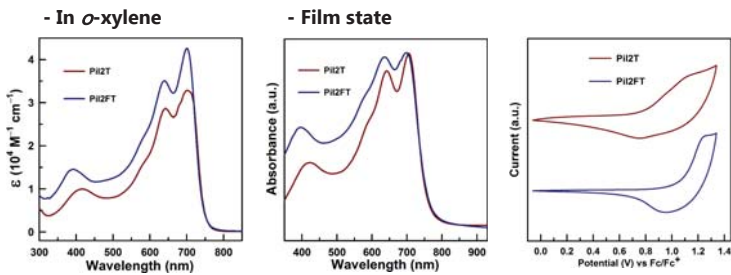 - In o-xylene
- Film state
ε (10⁴ M⁻¹ cm⁻¹)
4
3
2
1
0
PiI2T
PiI2FT
300 400 500 600 700 800
Wavelength (nm)
Absorbance (a.u.)
PiI2T
PiI2FT
400 500 600 700 800 900
Wavelength (nm)
Current (a.u.)
PiI2T
PiI2FT
0.0 0.2 0.4 0.6 0.8 1.0 1.2 1.4
Potential (V) vs Fc/Fc⁺